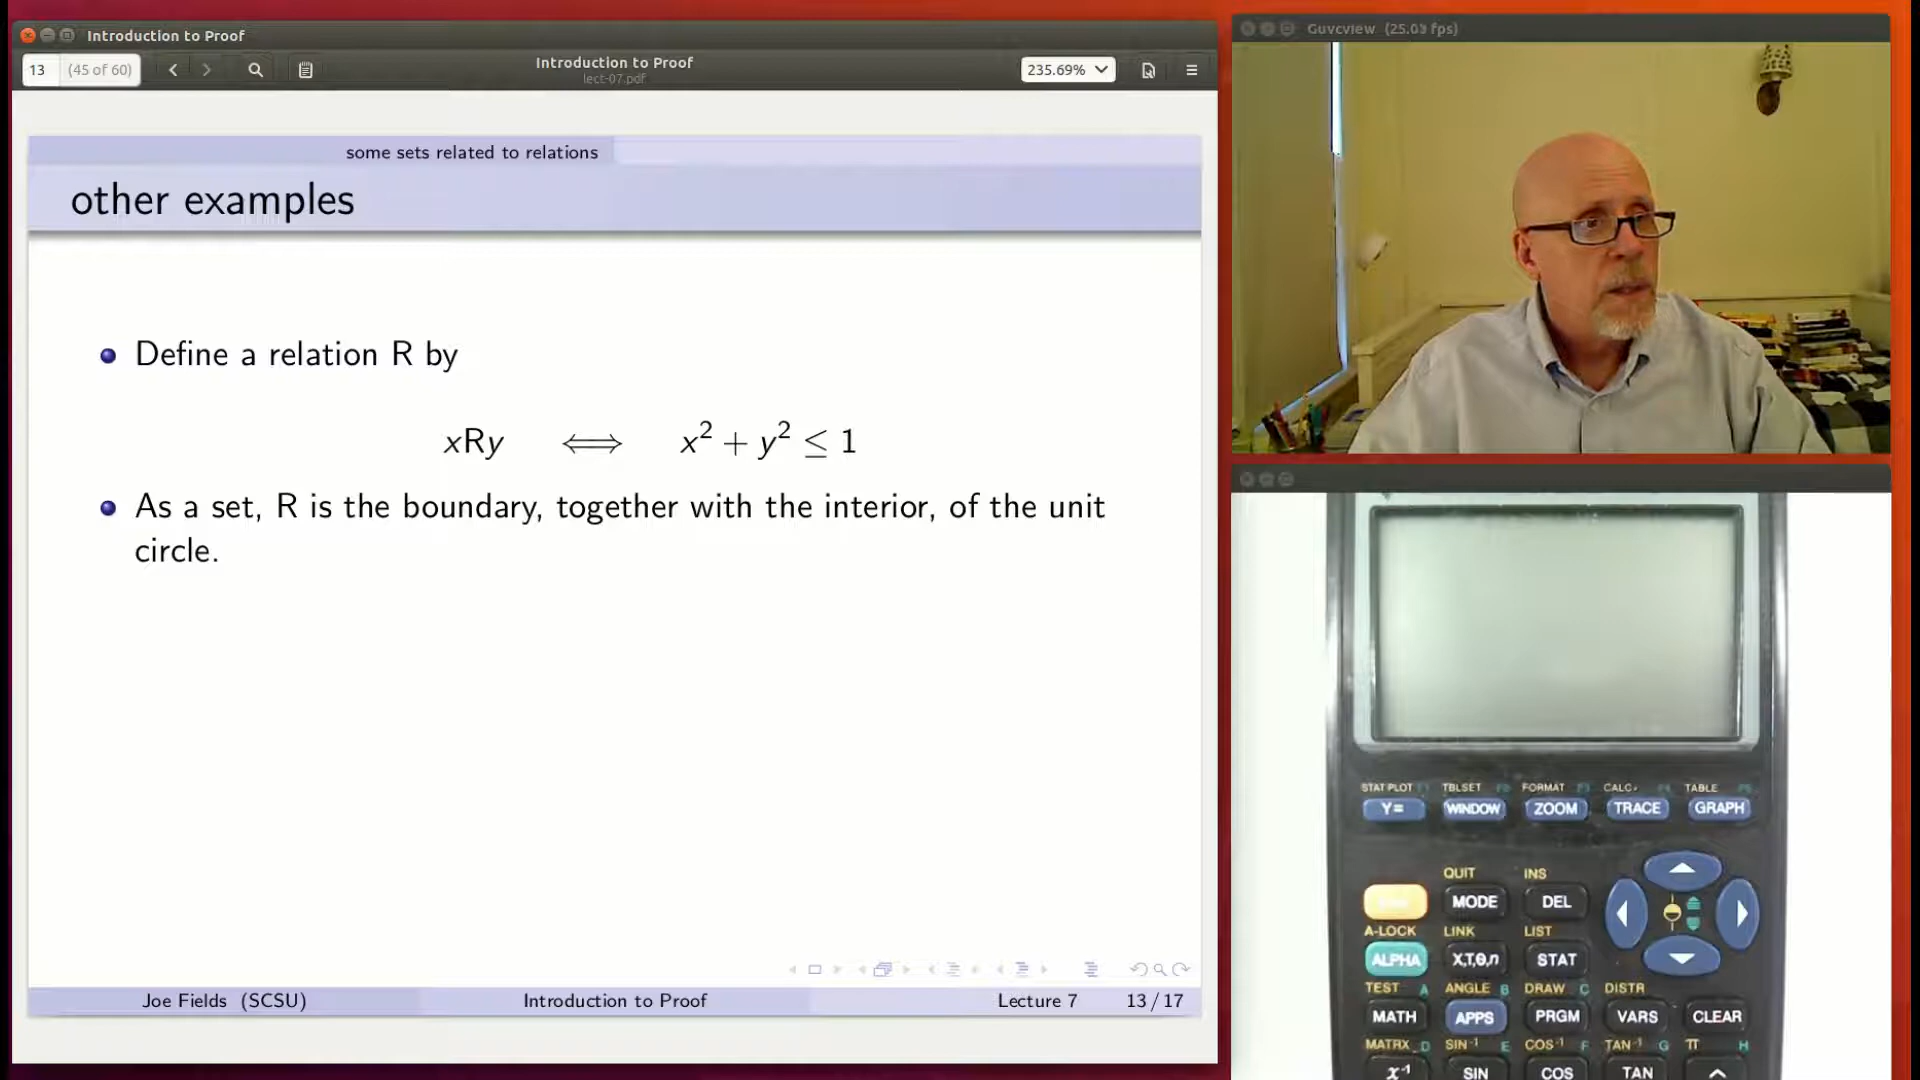 Introduction to Proof
13 (45 of 60)
Introduction to Proof
lect-07.pdf
235.69%
some sets related to relations
other examples
Define a relation R by
xRy ⟺ x² + y² ≤ 1
As a set, R is the boundary, together with the interior, of the unit
circle.
Joe Fields (SCSU) Introduction to Proof Lecture 7 13 / 17
Guvcview (25.03 fps)
STAT PLOT F1 TBLSET F2 FORMAT F3 CALC F4 TABLE F5
Y= WINDOW ZOOM TRACE GRAPH
QUIT INS
MODE DEL
A-LOCK LINK LIST
ALPHA X,T,θ,n STAT
TEST A ANGLE B DRAW C DISTR
MATH APPS PRGM VARS CLEAR
MATRX D SIN⁻¹ E COS⁻¹ F TAN⁻¹ G π H
x⁻¹ SIN COS TAN ^